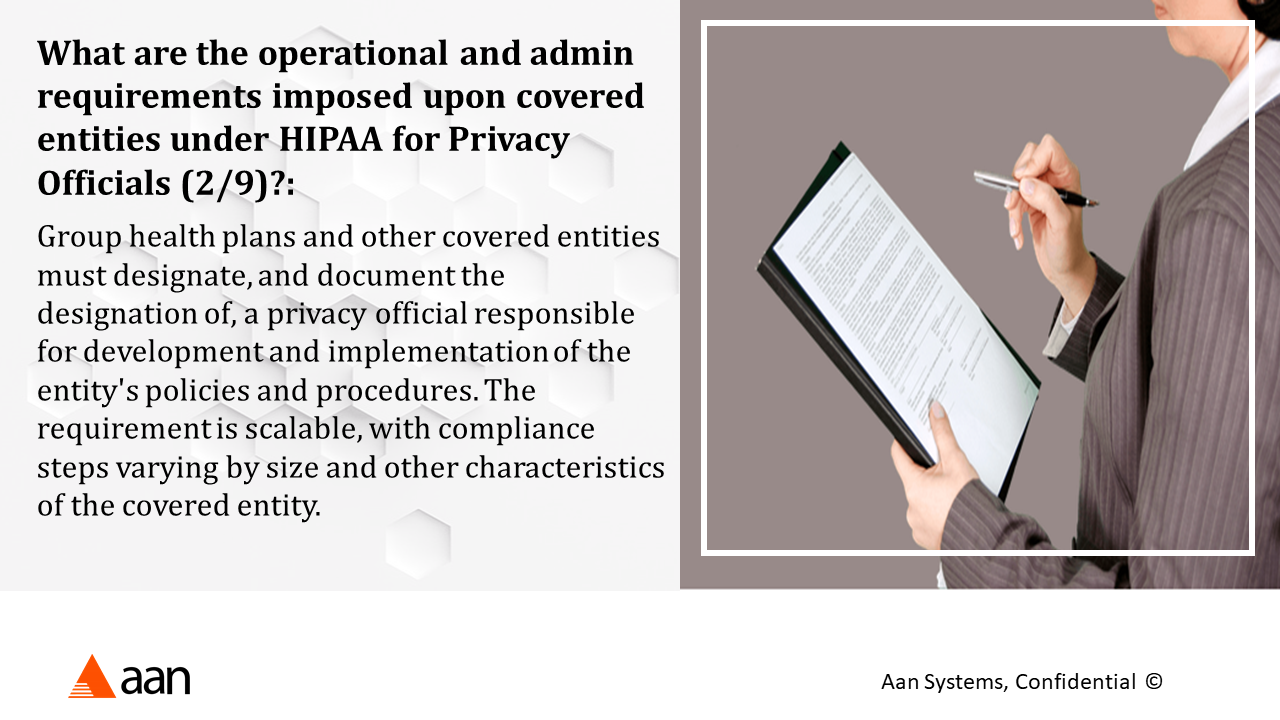 What are the operational and admin
requirements imposed upon covered
entities under HIPAA for Privacy
Officials (2/9)?:
Group health plans and other covered entities
must designate, and document the
designation of, a privacy official responsible
for development and implementation of the
entity's policies and procedures. The
requirement is scalable, with compliance
steps varying by size and other characteristics
of the covered entity.
aan
Aan Systems, Confidential ©